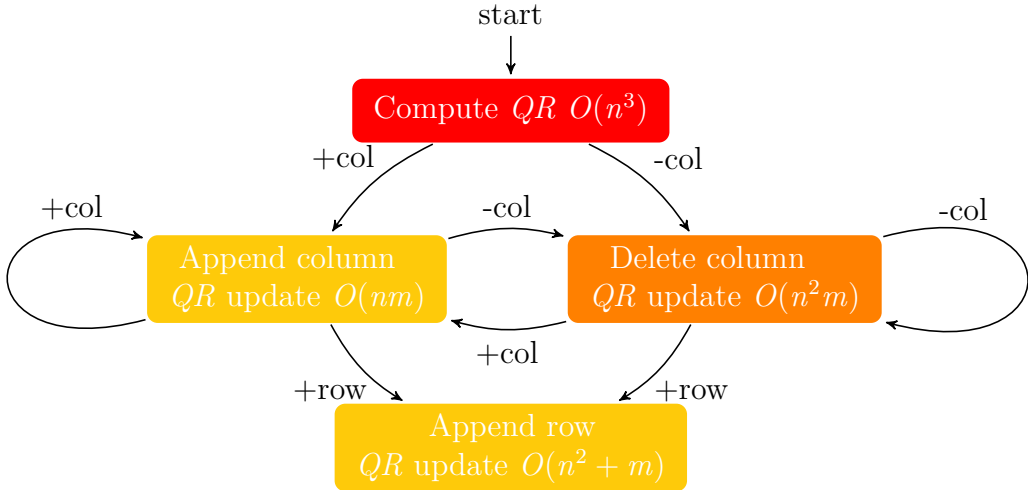 start
Compute QR O(n³)
+col
-col
+col
-col
-col
Append column
QR update O(nm)
Delete column
QR update O(n²m)
+col
+row
+row
Append row
QR update O(n² + m)